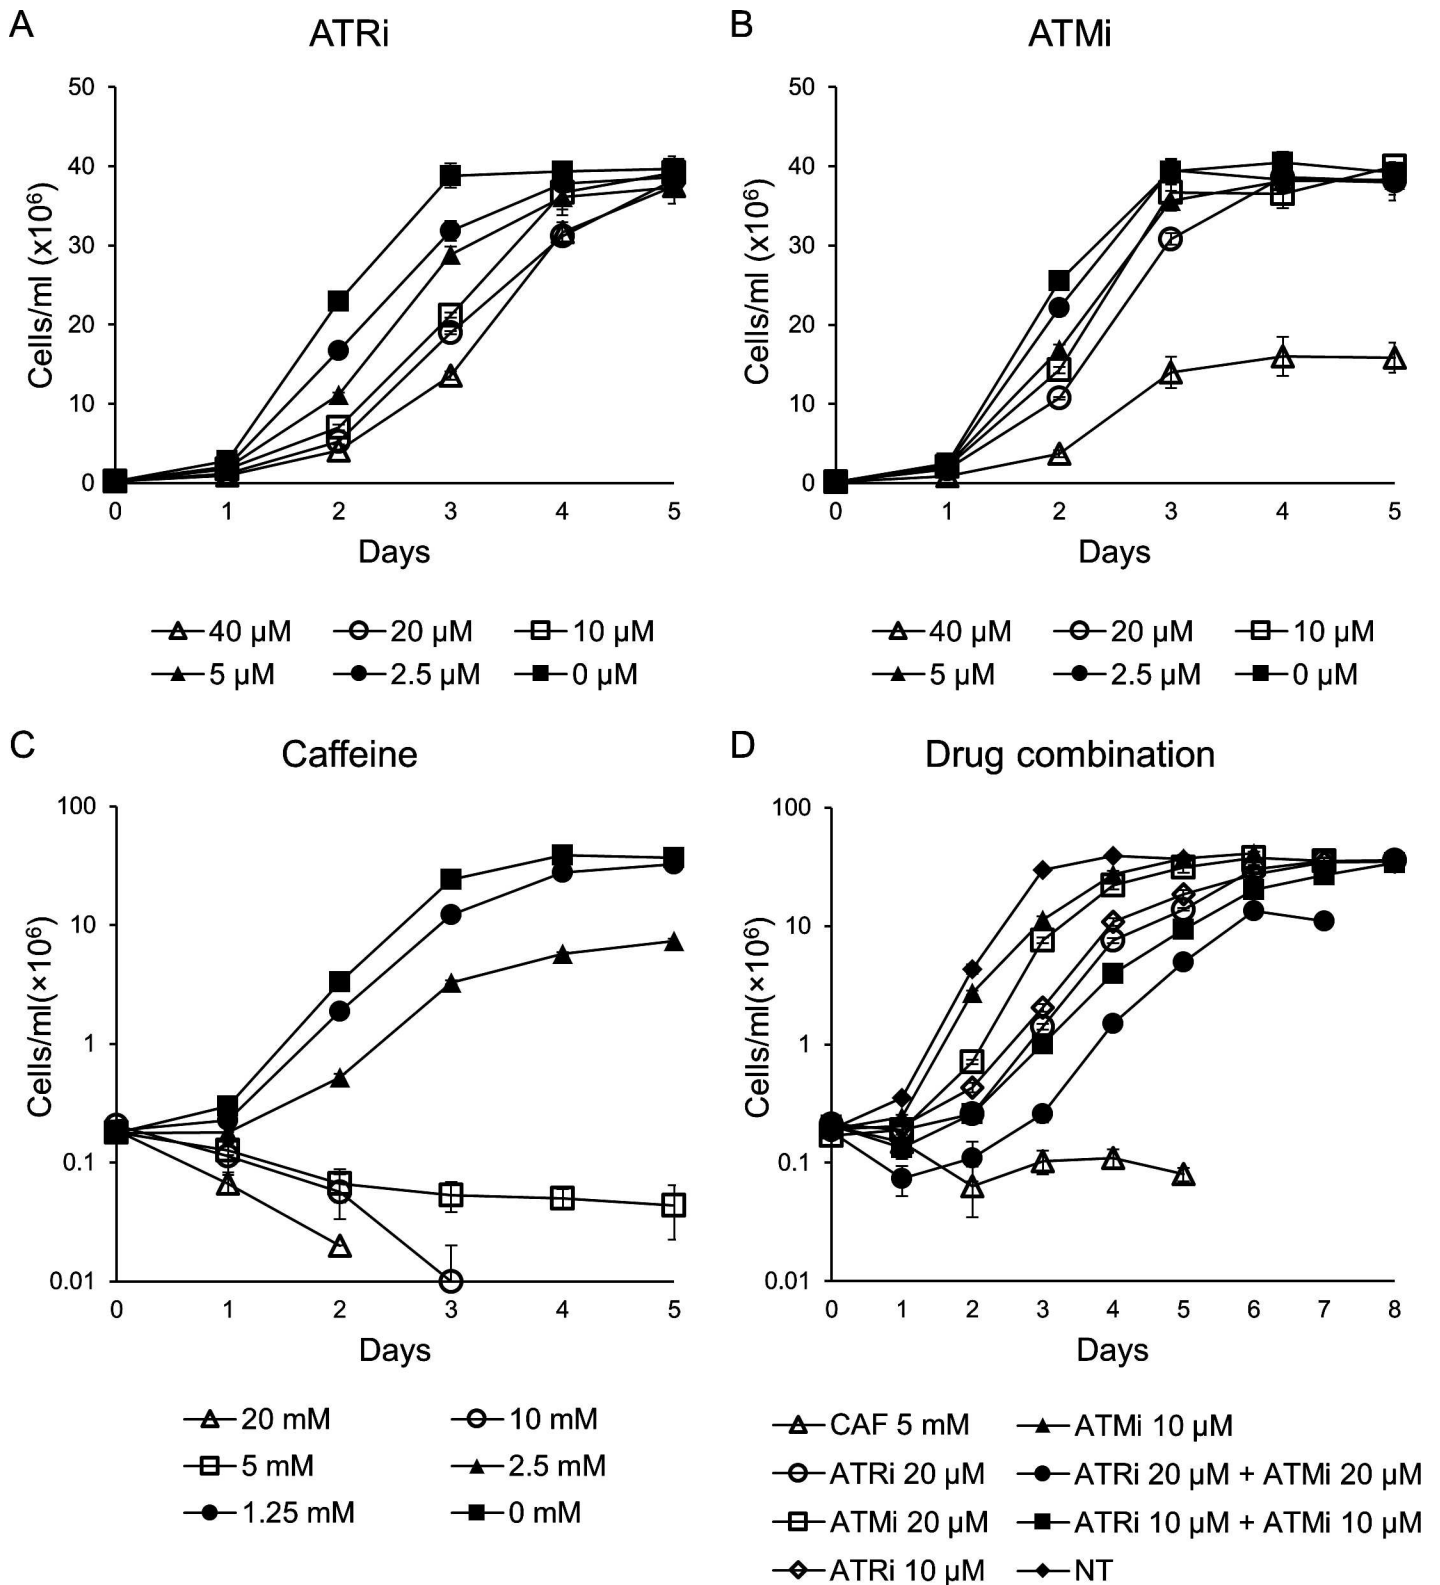 A
ATRi
50
40
30
20
10
0
Cells/ml (x10⁶)
0 1 2 3 4 5
Days
40 µM 20 µM 10 µM
5 µM 2.5 µM 0 µM
B
ATMi
50
40
30
20
10
0
Cells/ml (x10⁶)
0 1 2 3 4 5
Days
40 µM 20 µM 10 µM
5 µM 2.5 µM 0 µM
C
Caffeine
100
10
1
0.1
0.01
Cells/ml(×10⁶)
0 1 2 3 4 5
Days
20 mM 10 mM
5 mM 2.5 mM
1.25 mM 0 mM
D
Drug combination
100
10
1
0.1
0.01
Cells/ml(×10⁶)
0 1 2 3 4 5 6 7 8
Days
CAF 5 mM ATMi 10 µM
ATRi 20 µM ATRi 20 µM + ATMi 20 µM
ATMi 20 µM ATRi 10 µM + ATMi 10 µM
ATRi 10 µM NT